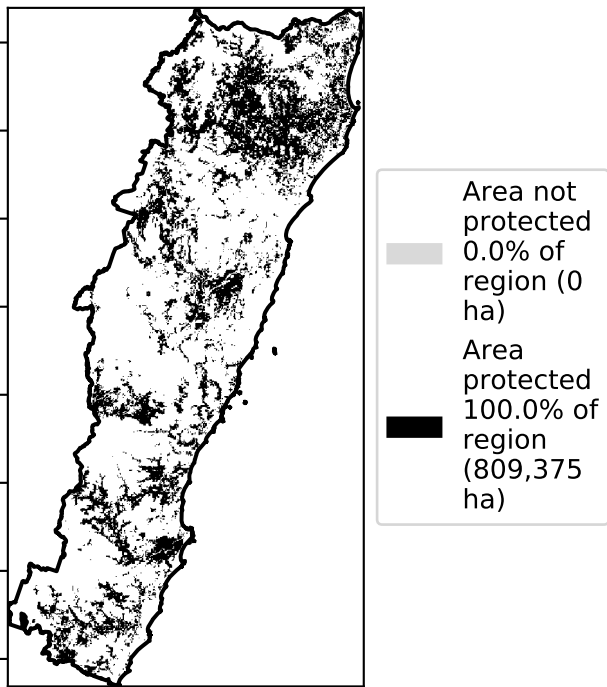 Area not
protected
0.0% of
region (0
ha)
Area
protected
100.0% of
region
(809,375
ha)